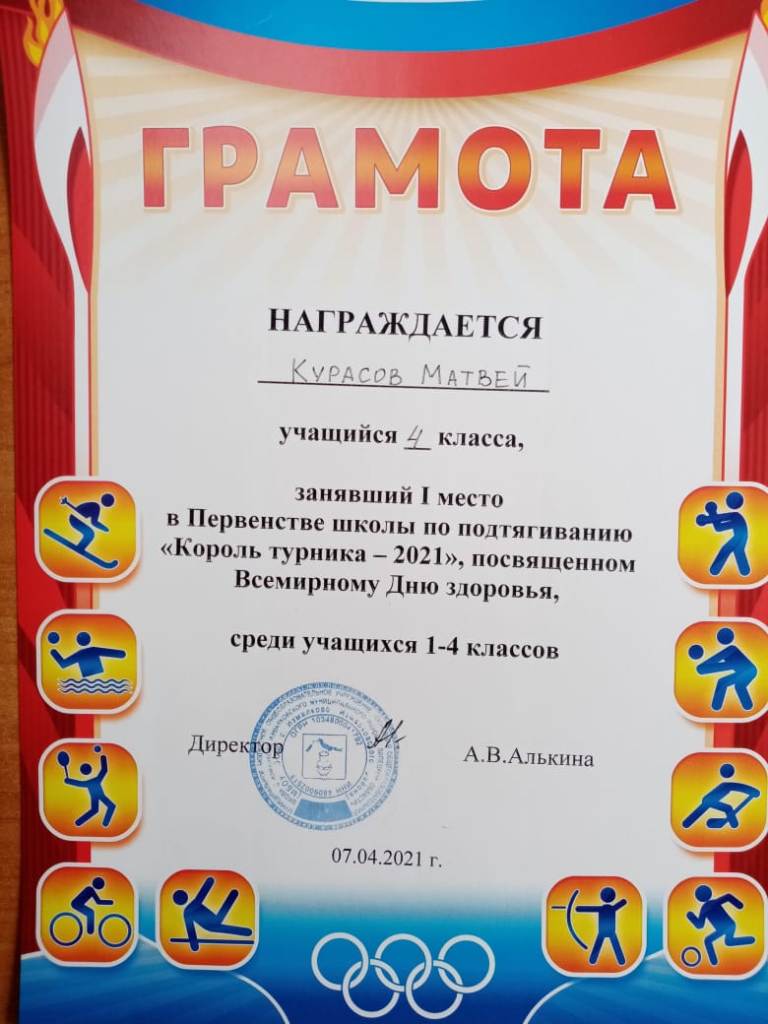 ГРАМОТА
НАГРАЖДАЕТСЯ
КУРАСОВ МАТВЕЙ
учащийся 4 класса,
занявший I место
в Первенстве школы по подтягиванию
«Король турника – 2021», посвященном
Всемирному Дню здоровья,
среди учащихся 1-4 классов
Директор
А.В.Алькина
07.04.2021 г.